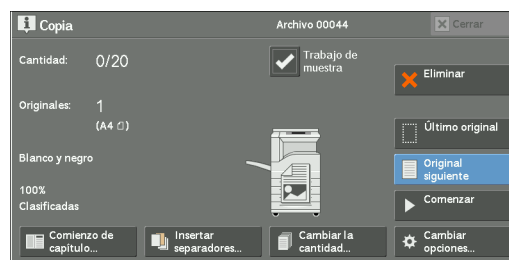 Copia
Archivo 00044
Cerrar
Cantidad: 0/20
Trabajo de
muestra
Eliminar
Originales: 1
(A4)
Último original
Blanco y negro
Original
siguiente
100%
Clasificadas
Comenzar
Comienzo de
capítulo...
Insertar
separadores...
Cambiar la
cantidad...
Cambiar
opciones...